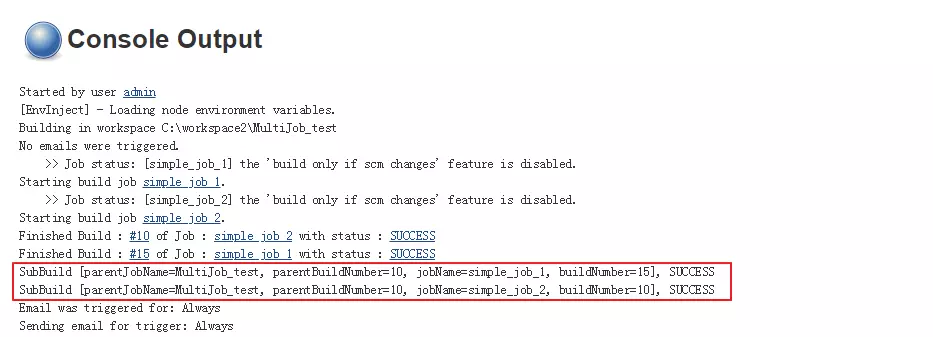 Console Output
Started by user admin
[EnvInject] - Loading node environment variables.
Building in workspace C:\workspace2\MultiJob_test
No emails were triggered.
>> Job status: [simple_job_1] the 'build only if scm changes' feature is disabled.
Starting build job simple_job_1.
>> Job status: [simple_job_2] the 'build only if scm changes' feature is disabled.
Starting build job simple_job_2.
Finished Build : #10 of Job : simple_job_2 with status : SUCCESS
Finished Build : #15 of Job : simple_job_1 with status : SUCCESS
SubBuild [parentJobName=MultiJob_test, parentBuildNumber=10, jobName=simple_job_1, buildNumber=15], SUCCESS
SubBuild [parentJobName=MultiJob_test, parentBuildNumber=10, jobName=simple_job_2, buildNumber=10], SUCCESS
Email was triggered for: Always
Sending email for trigger: Always